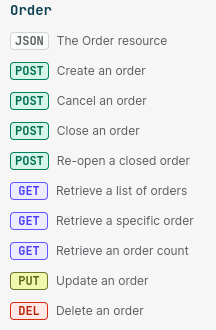 Order
JSON The Order resource
POST Create an order
POST Cancel an order
POST Close an order
POST Re-open a closed order
GET Retrieve a list of orders
GET Retrieve a specific order
GET Retrieve an order count
PUT Update an order
DEL Delete an order